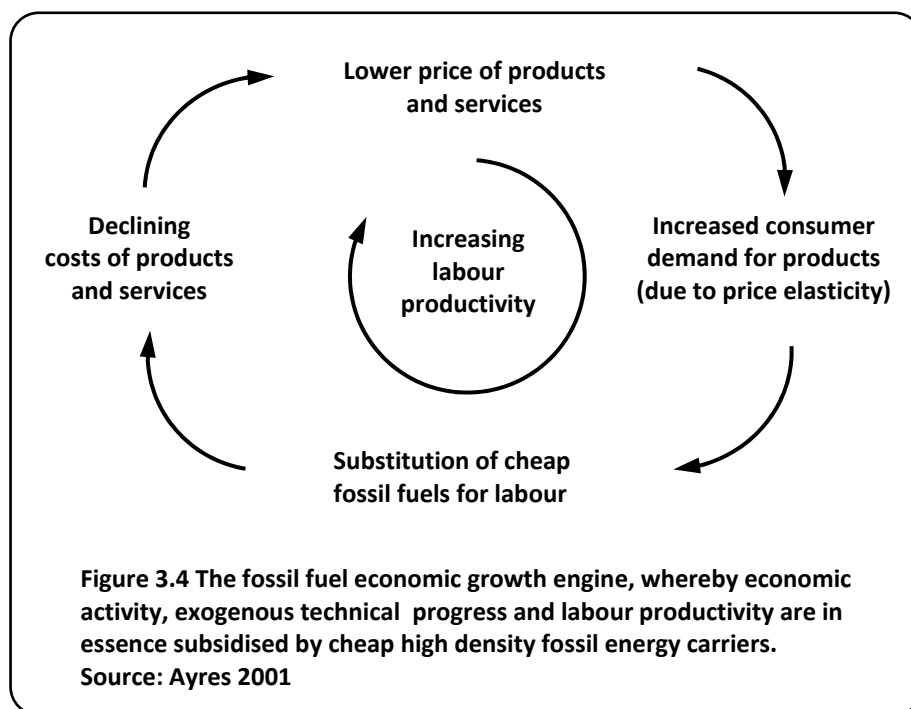 Lower price of products
and services
Increased consumer
demand for products
(due to price elasticity)
Substitution of cheap
fossil fuels for labour
Declining
costs of products
and services
Increasing
labour
productivity
Figure 3.4 The fossil fuel economic growth engine, whereby economic
activity, exogenous technical progress and labour productivity are in
essence subsidised by cheap high density fossil energy carriers.
Source: Ayres 2001